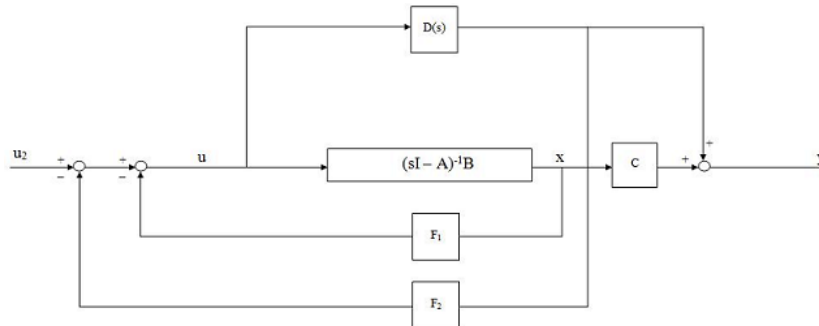 D(s)
+
u₂ + + u (sI – A)⁻¹B x C + y
– –
F₁
F₂